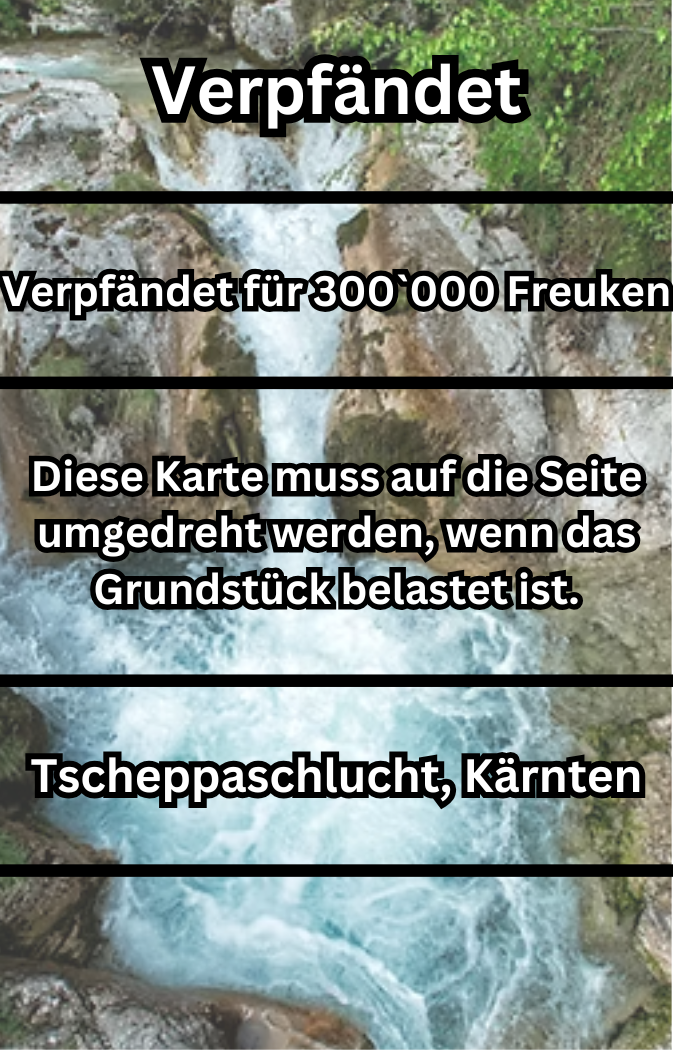 Verpfändet
Verpfändet für 300`000 Freuken
Diese Karte muss auf die Seite
umgedreht werden, wenn das
Grundstück belastet ist.
Tscheppaschlucht, Kärnten